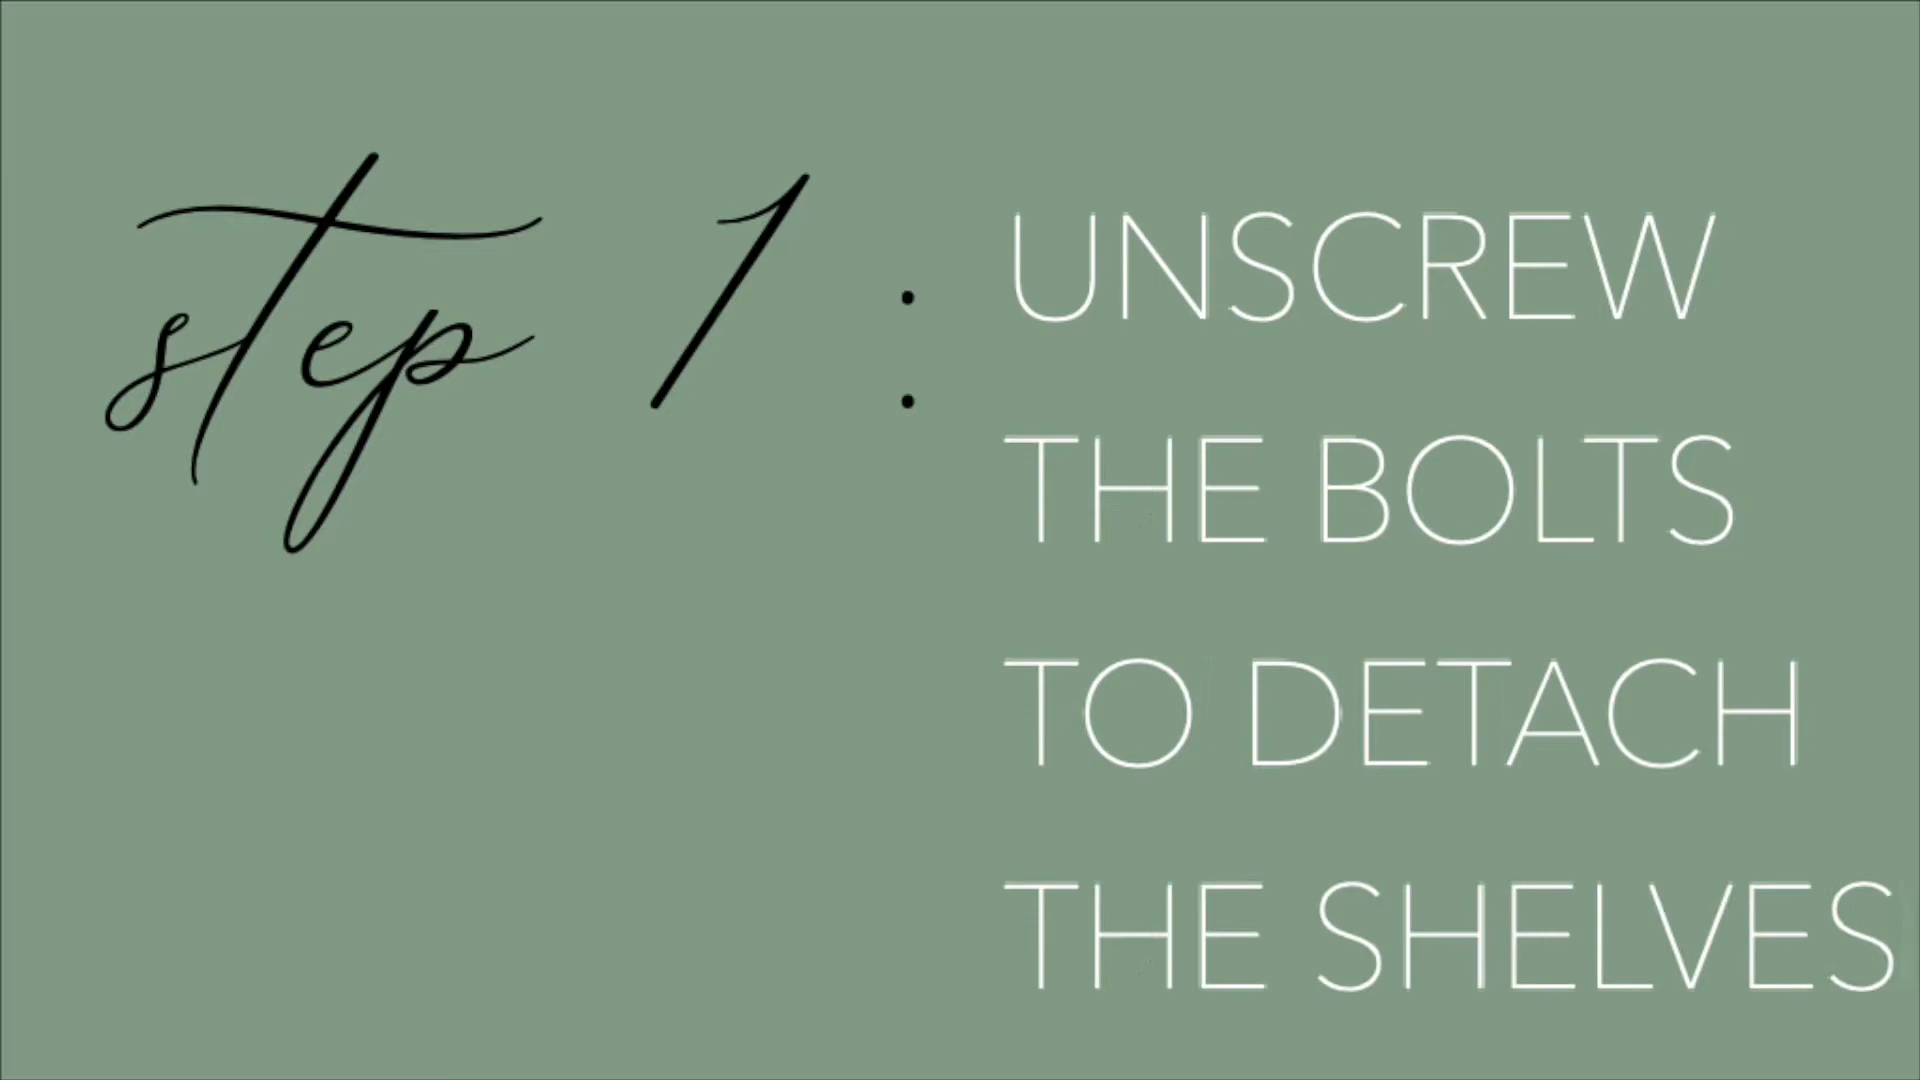 step 1 : UNSCREW
THE BOLTS
TO DETACH
THE SHELVES